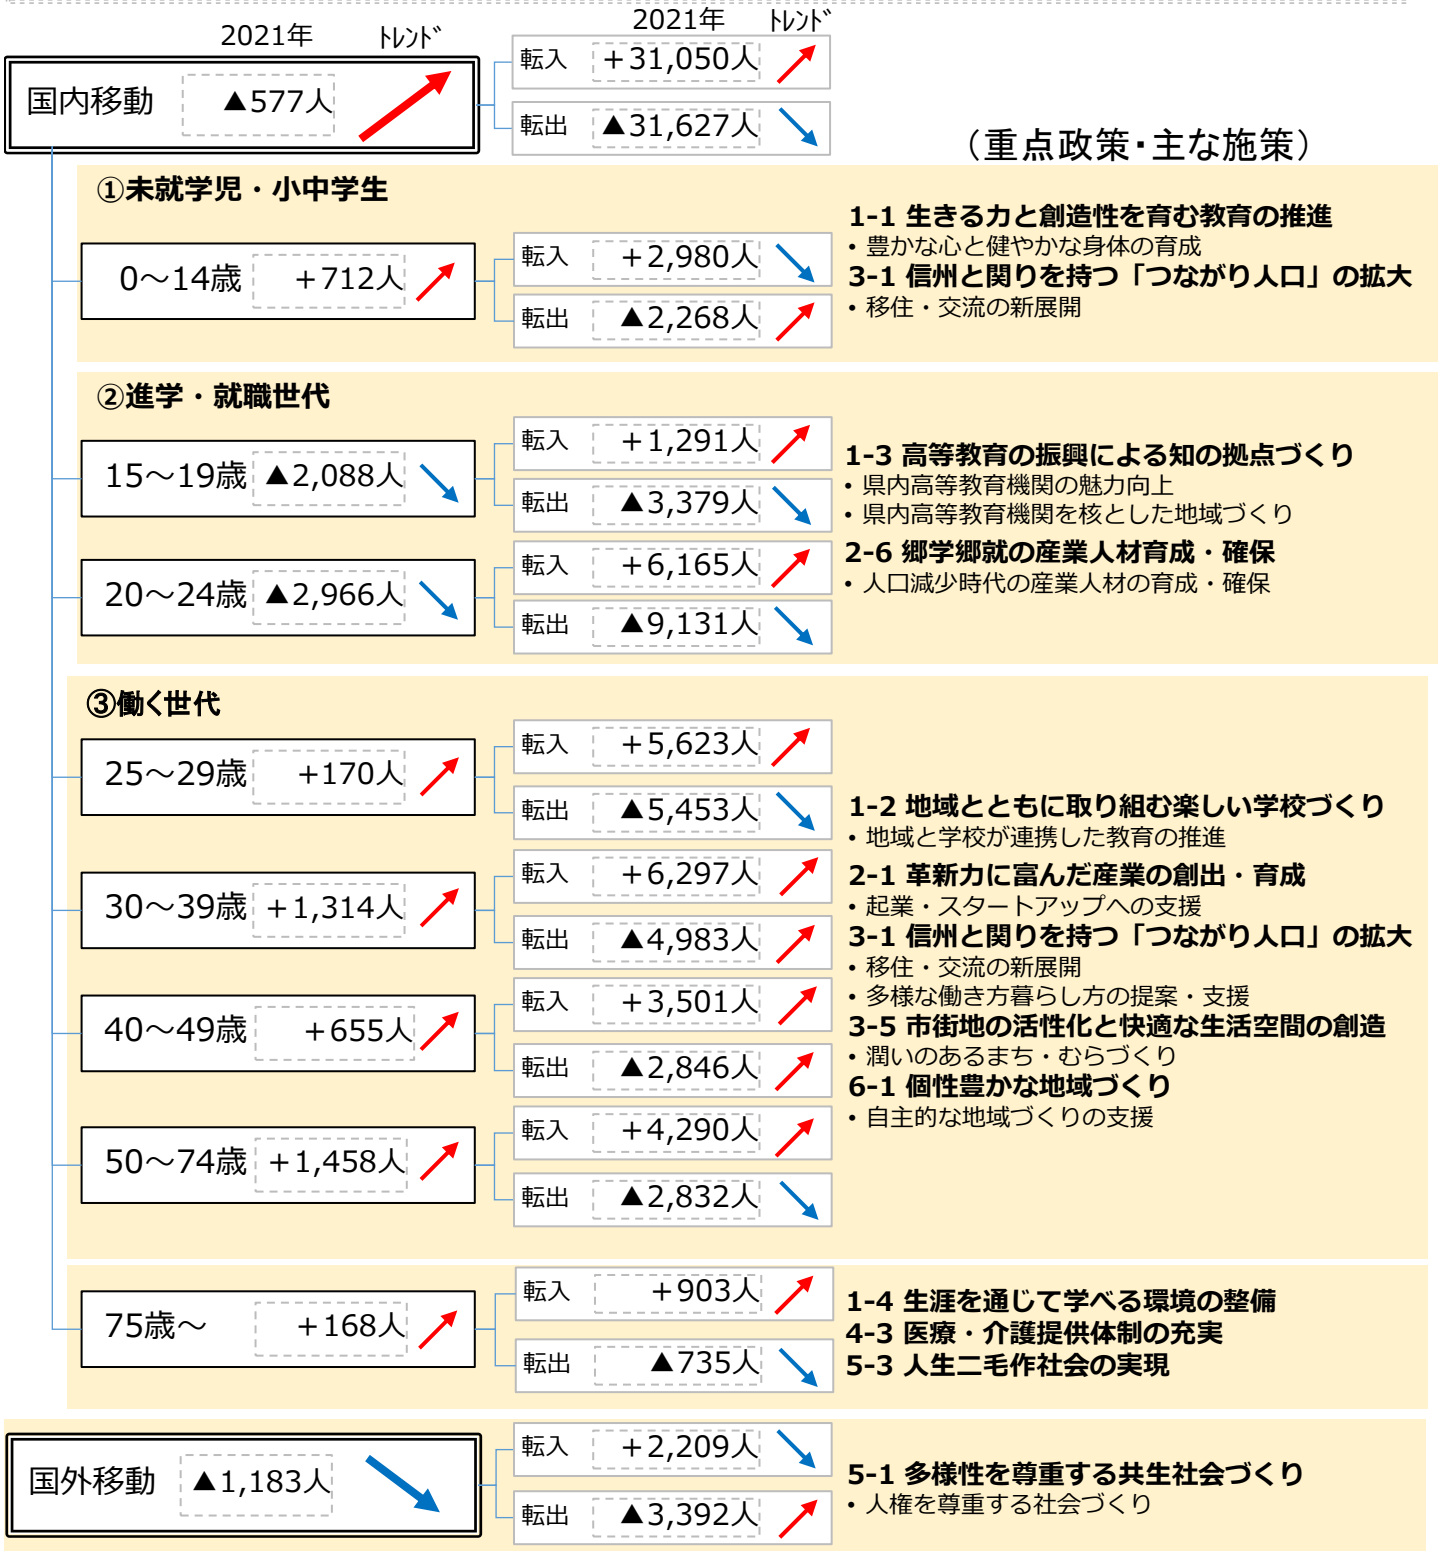 2021年 ﾄﾚﾝﾄﾞ
2021年 ﾄﾚﾝﾄﾞ
国内移動 ▲577人
転入 +31,050人
転出 ▲31,627人
（重点政策・主な施策）
①未就学児・小中学生
0～14歳 +712人
転入 +2,980人
転出 ▲2,268人
1-1 生きる力と創造性を育む教育の推進
• 豊かな心と健やかな身体の育成
3-1 信州と関りを持つ「つながり人口」の拡大
• 移住・交流の新展開
②進学・就職世代
15～19歳 ▲2,088人
転入 +1,291人
転出 ▲3,379人
20～24歳 ▲2,966人
転入 +6,165人
転出 ▲9,131人
1-3 高等教育の振興による知の拠点づくり
• 県内高等教育機関の魅力向上
• 県内高等教育機関を核とした地域づくり
2-6 郷学郷就の産業人材育成・確保
• 人口減少時代の産業人材の育成・確保
③働く世代
25～29歳 +170人
転入 +5,623人
転出 ▲5,453人
30～39歳 +1,314人
転入 +6,297人
転出 ▲4,983人
40～49歳 +655人
転入 +3,501人
転出 ▲2,846人
50～74歳 +1,458人
転入 +4,290人
転出 ▲2,832人
1-2 地域とともに取り組む楽しい学校づくり
• 地域と学校が連携した教育の推進
2-1 革新力に富んだ産業の創出・育成
• 起業・スタートアップへの支援
3-1 信州と関りを持つ「つながり人口」の拡大
• 移住・交流の新展開
• 多様な働き方暮らし方の提案・支援
3-5 市街地の活性化と快適な生活空間の創造
• 潤いのあるまち・むらづくり
6-1 個性豊かな地域づくり
• 自主的な地域づくりの支援
75歳～ +168人
転入 +903人
転出 ▲735人
1-4 生涯を通じて学べる環境の整備
4-3 医療・介護提供体制の充実
5-3 人生二毛作社会の実現
国外移動 ▲1,183人
転入 +2,209人
転出 ▲3,392人
5-1 多様性を尊重する共生社会づくり
• 人権を尊重する社会づくり